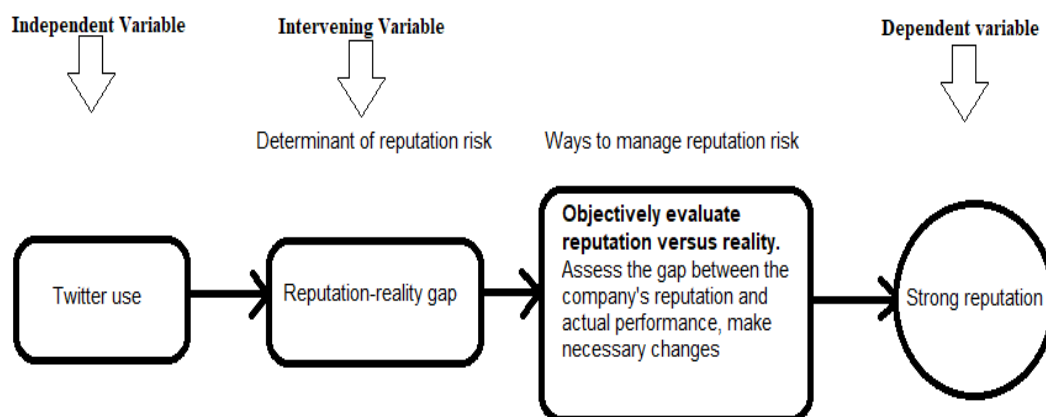 Independent Variable
Intervening Variable
Dependent variable
Determinant of reputation risk
Ways to manage reputation risk
Twitter use
Reputation-reality gap
Objectively evaluate
reputation versus reality.
Assess the gap between the
company's reputation and
actual performance, make
necessary changes
Strong reputation